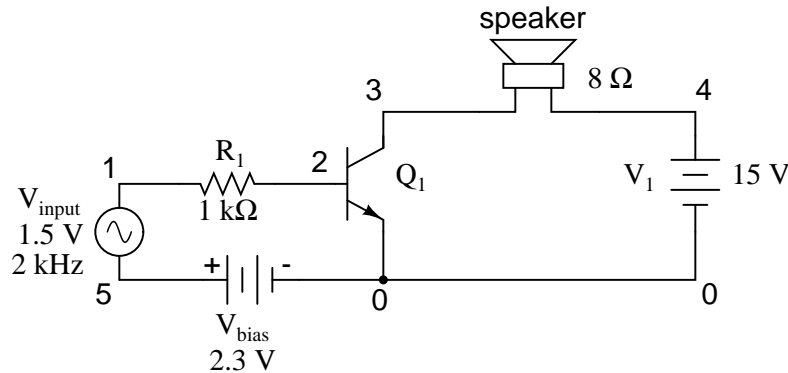 speaker
8 Ω
3
4
R1
1
2
Q1
V1
15 V
Vinput
1.5 V
2 kHz
1 kΩ
+
-
5
0
0
Vbias
2.3 V